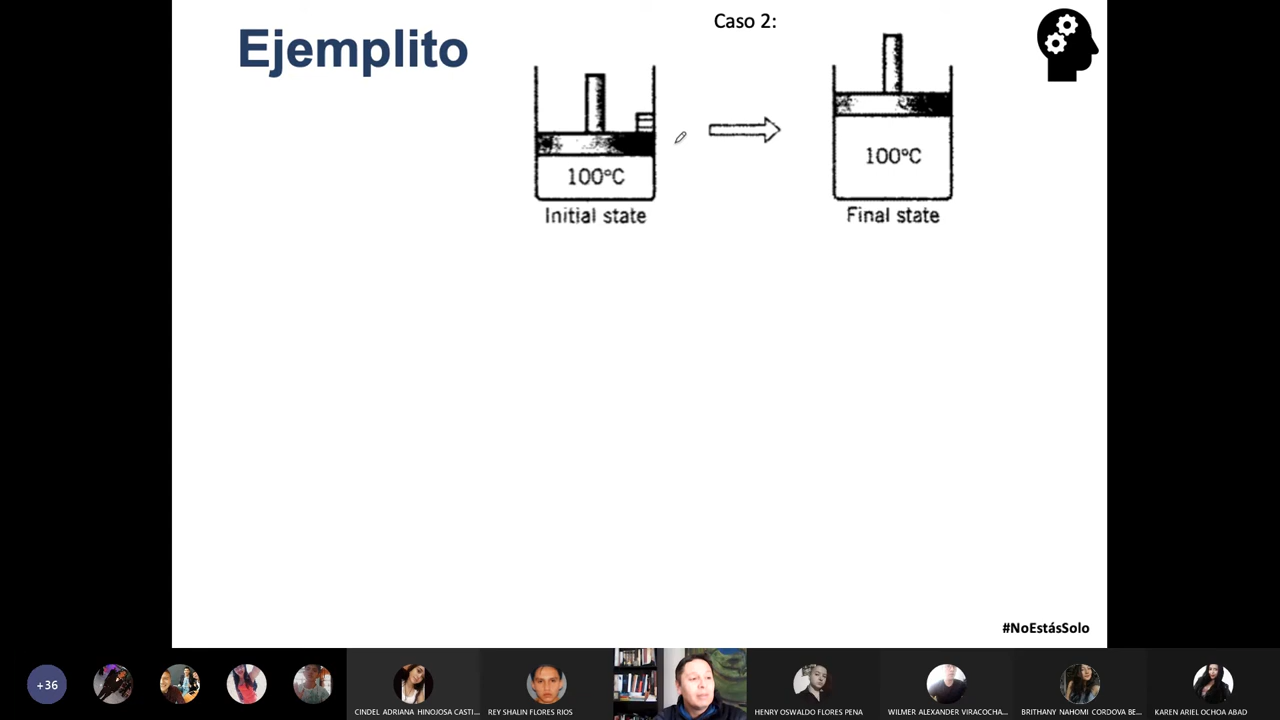 Ejemplito
Caso 2:
100°C
100°C
Initial state
Final state
#NoEstásSolo
+36
CINDEL ADRIANA HINOJOSA CASTI...
REY SHALIN FLORES RIOS
HENRY OSWALDO FLORES PENA
WILMER ALEXANDER VIRACOCHA...
BRITHANY NAHOMI CORDOVA BE...
KAREN ARIEL OCHOA ABAD